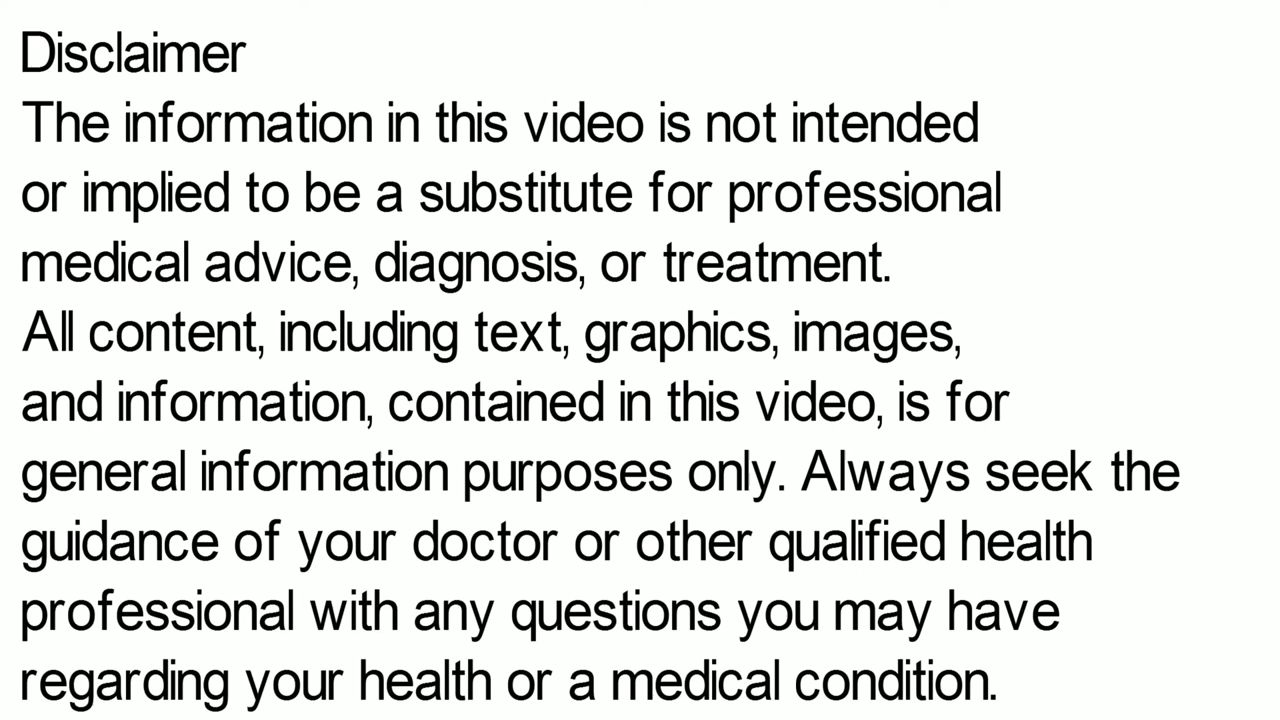 Disclaimer
The information in this video is not intended
or implied to be a substitute for professional
medical advice, diagnosis, or treatment.
All content, including text, graphics, images,
and information, contained in this video, is for
general information purposes only. Always seek the
guidance of your doctor or other qualified health
professional with any questions you may have
regarding your health or a medical condition.